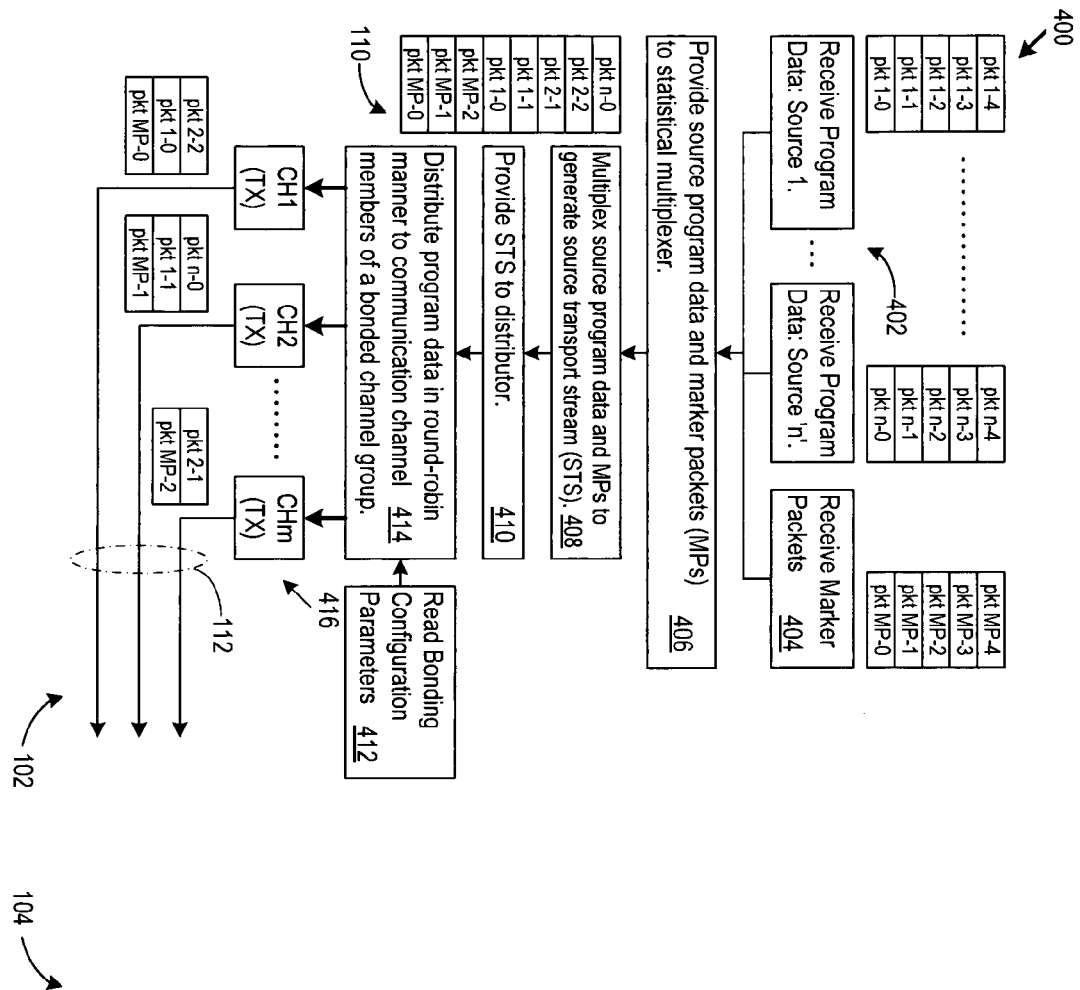 400
pkt 1-4
pkt 1-3
pkt 1-2
pkt 1-1
pkt 1-0
pkt n-4
pkt n-3
pkt n-2
pkt n-1
pkt n-0
pkt MP-4
pkt MP-3
pkt MP-2
pkt MP-1
pkt MP-0
Receive Program
Data: Source 1.
...
402
Receive Program
Data: Source 'n'.
Receive Marker
Packets 404
Provide source program data and marker packets (MPs)
to statistical multiplexer. 406
pkt n-0
pkt 2-2
pkt 2-1
pkt 1-1
pkt 1-0
pkt MP-2
pkt MP-1
pkt MP-0
110
Multiplex source program data and MPs to
generate source transport stream (STS). 408
Provide STS to distributor. 410
Distribute program data in round-robin
manner to communication channel 414
members of a bonded channel group.
Read Bonding
Configuration
Parameters 412
CH1
(TX)
CH2
(TX)
CHm
(TX)
416
pkt 2-2
pkt 1-0
pkt MP-0
pkt n-0
pkt 1-1
pkt MP-1
pkt 2-1
pkt MP-2
112
102
104